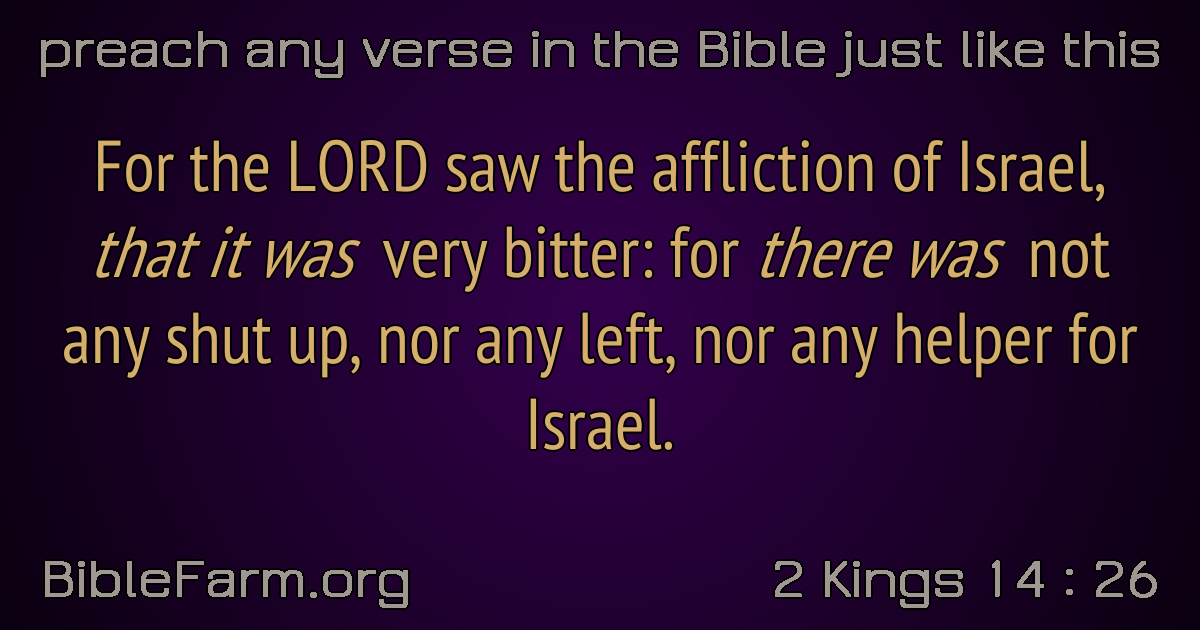 preach any verse in the Bible just like this
For the LORD saw the affliction of Israel,
that it was very bitter: for there was not
any shut up, nor any left, nor any helper for
Israel.
BibleFarm.org
2 Kings 14 : 26